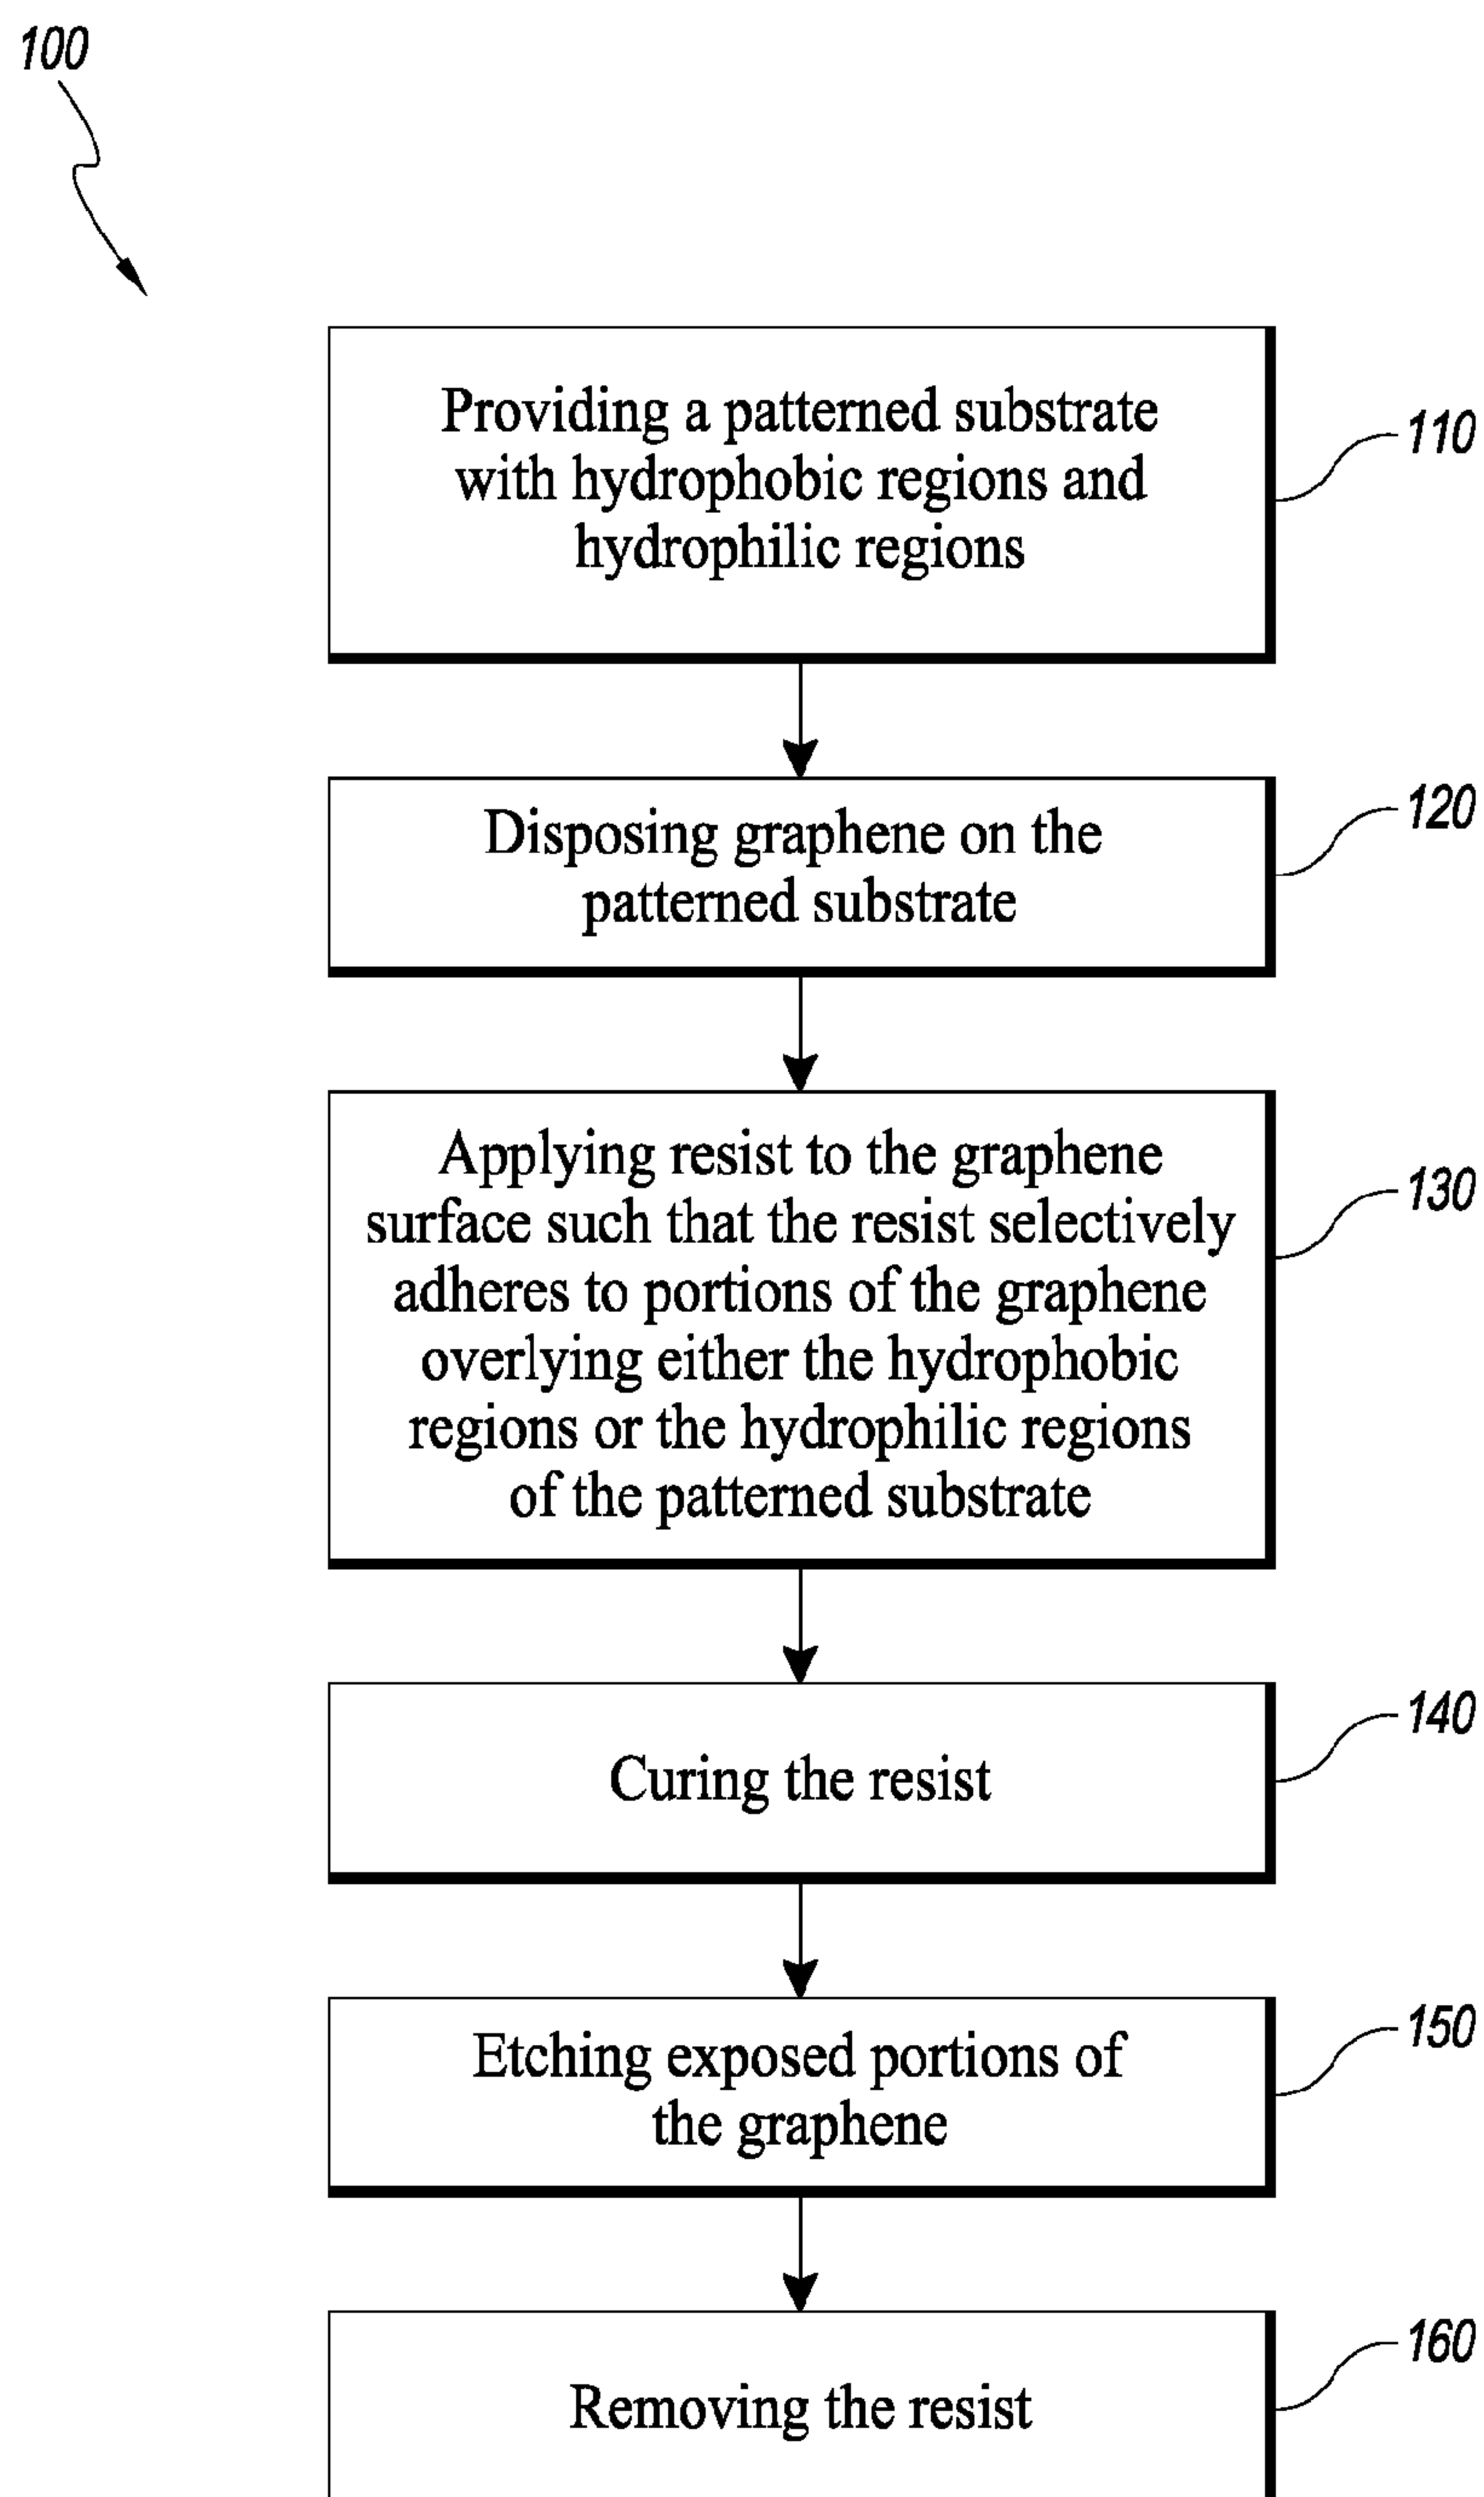 100
Providing a patterned substrate
with hydrophobic regions and
hydrophilic regions
110
Disposing graphene on the
patterned substrate
120
Applying resist to the graphene
surface such that the resist selectively
adheres to portions of the graphene
overlying either the hydrophobic
regions or the hydrophilic regions
of the patterned substrate
130
Curing the resist
140
Etching exposed portions of
the graphene
150
Removing the resist
160